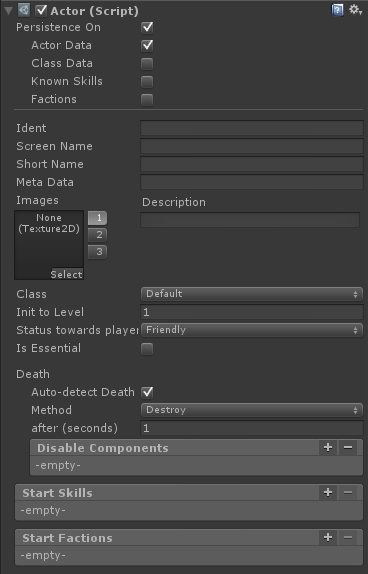 Actor (Script)
Persistence On
Actor Data
Class Data
Known Skills
Factions
Ident
Screen Name
Short Name
Meta Data
Images
Description
None
(Texture2D)
1
2
3
Select
Class Default
Init to Level 1
Status towards player Friendly
Is Essential
Death
Auto-detect Death
Method Destroy
after (seconds) 1
Disable Components + −
-empty-
Start Skills + −
-empty-
Start Factions + −
-empty-